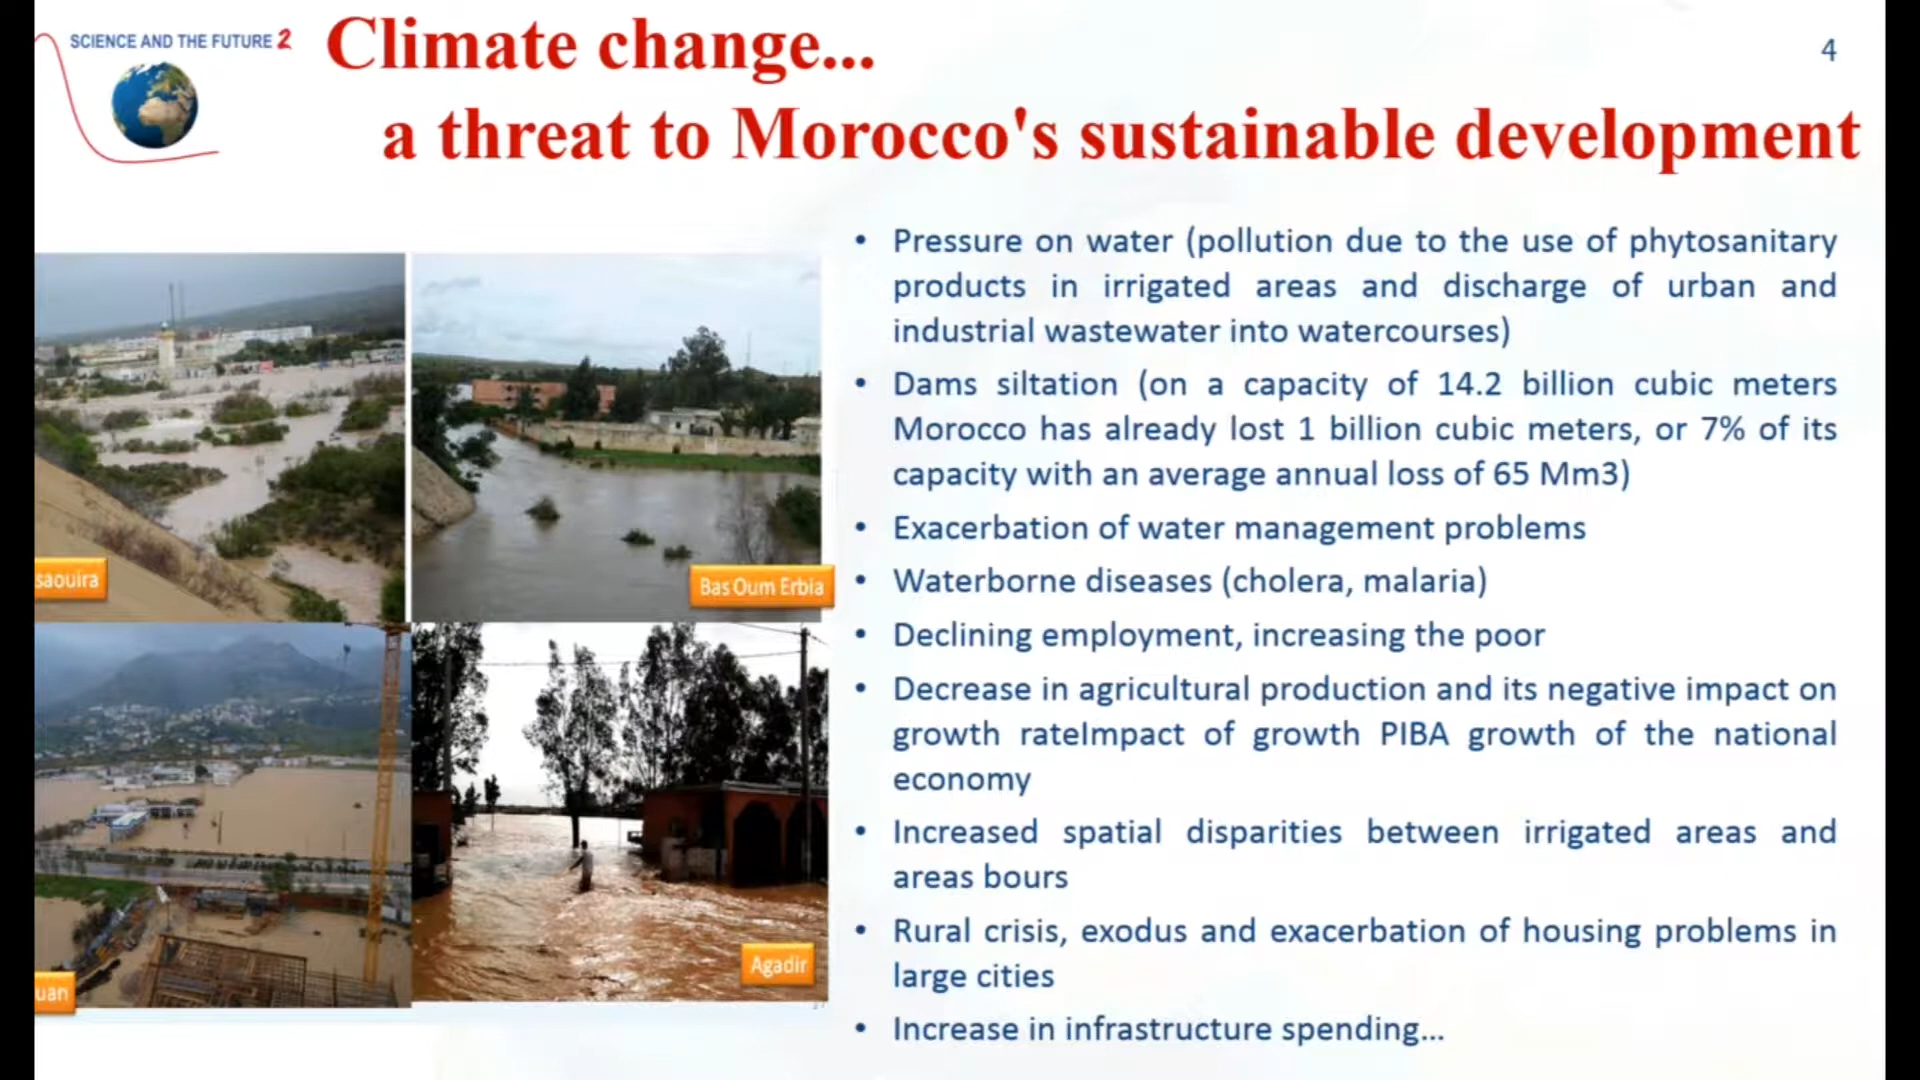 SCIENCE AND THE FUTURE 2
Climate change...
a threat to Morocco's sustainable development
4
saouira
Bas Oum Erbia
uan
Agadir
• Pressure on water (pollution due to the use of phytosanitary
products in irrigated areas and discharge of urban and
industrial wastewater into watercourses)
• Dams siltation (on a capacity of 14.2 billion cubic meters
Morocco has already lost 1 billion cubic meters, or 7% of its
capacity with an average annual loss of 65 Mm3)
• Exacerbation of water management problems
• Waterborne diseases (cholera, malaria)
• Declining employment, increasing the poor
• Decrease in agricultural production and its negative impact on
growth rateImpact of growth PIBA growth of the national
economy
• Increased spatial disparities between irrigated areas and
areas bours
• Rural crisis, exodus and exacerbation of housing problems in
large cities
• Increase in infrastructure spending...